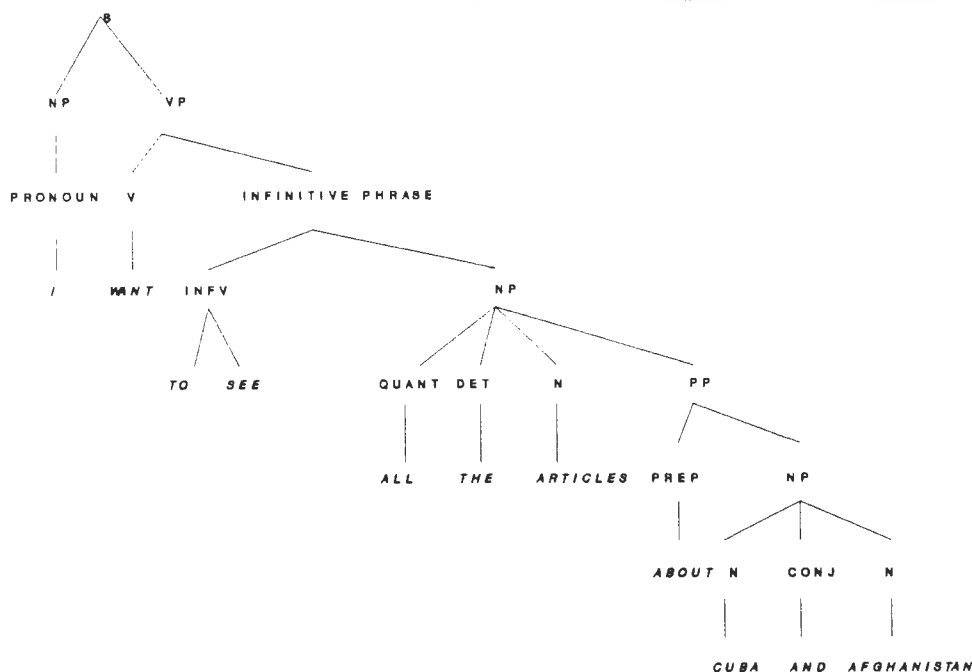 S
NP VP
PRONOUN V INFINITIVE PHRASE
I WANT INFV NP
TO SEE QUANT DET N PP
ALL THE ARTICLES PREP NP
ABOUT N CONJ N
CUBA AND AFGHANISTAN